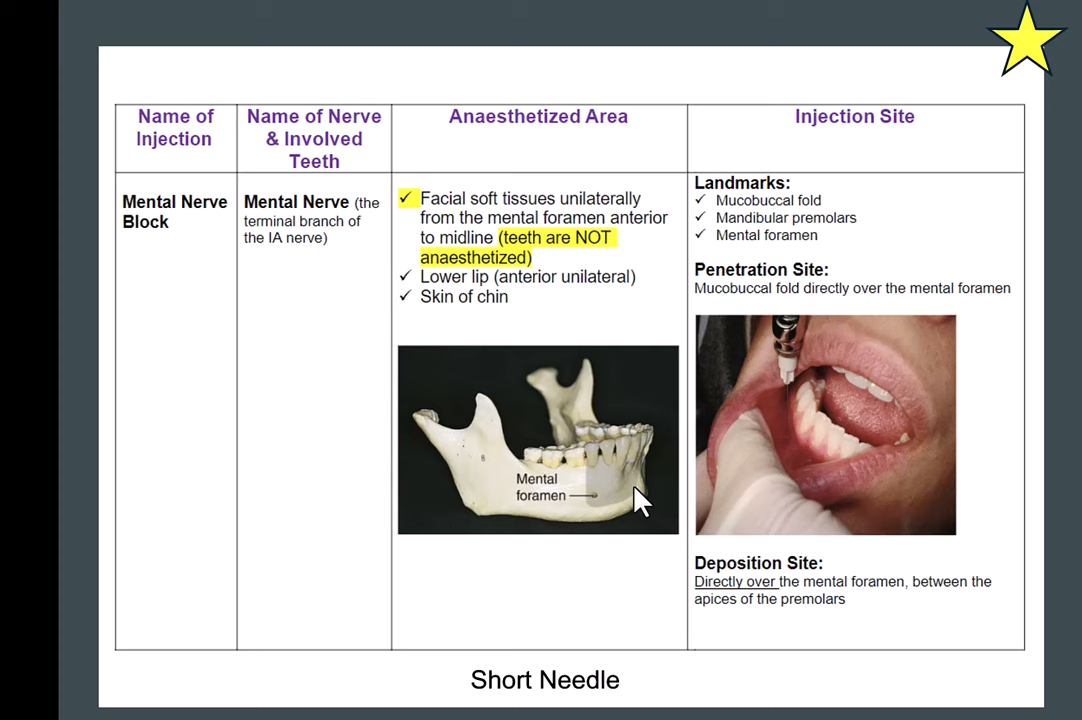 Name of
Injection
Name of Nerve
& Involved
Teeth
Anaesthetized Area
Injection Site
Mental Nerve
Block
Mental Nerve (the
terminal branch of
the IA nerve)
✓ Facial soft tissues unilaterally
from the mental foramen anterior
to midline (teeth are NOT
anaesthetized)
✓ Lower lip (anterior unilateral)
✓ Skin of chin
Mental
foramen
Landmarks:
✓ Mucobuccal fold
✓ Mandibular premolars
✓ Mental foramen
Penetration Site:
Mucobuccal fold directly over the mental foramen
Deposition Site:
Directly over the mental foramen, between the
apices of the premolars
Short Needle